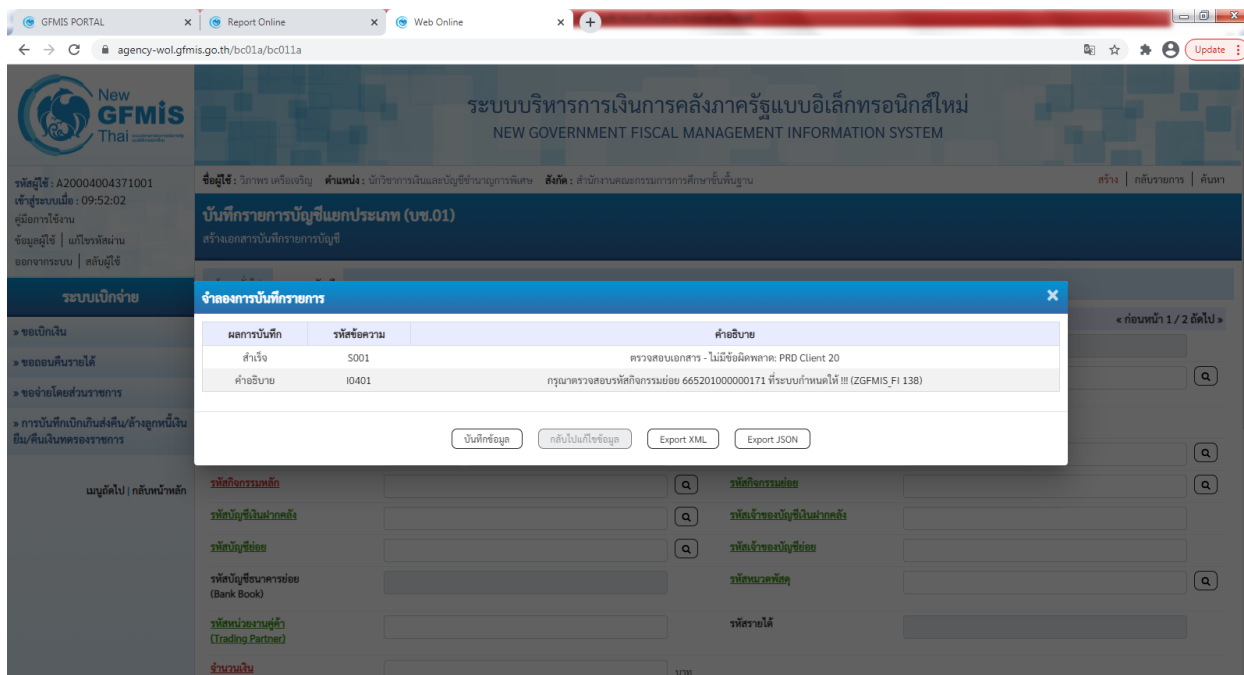 GFMIS PORTAL
Report Online
Web Online
agency-wol.gfmis.go.th/bc01a/bc011a
Update
New
GFMIS
Thai
ระบบบริหารการเงินการคลังภาครัฐแบบอิเล็กทรอนิกส์ใหม่
NEW GOVERNMENT FISCAL MANAGEMENT INFORMATION SYSTEM
รหัสผู้ใช้ : A20004004371001
เข้าสู่ระบบเมื่อ : 09:52:02
คู่มือการใช้งาน
ข้อมูลผู้ใช้ | แก้ไขรหัสผ่าน
ออกจากระบบ | สลับผู้ใช้
ชื่อผู้ใช้ : วิภาพร เครือเจริญ ตำแหน่ง : นักวิชาการเงินและบัญชีชำนาญการพิเศษ สังกัด : สำนักงานคณะกรรมการการศึกษาขั้นพื้นฐาน
สร้าง | กลับรายการ | ค้นหา
บันทึกรายการบัญชีแยกประเภท (บช.01)
สร้างเอกสารบันทึกรายการบัญชี
ระบบเบิกจ่าย
» ขอเบิกเงิน
» ขอถอนคืนรายได้
» ขอจ่ายโดยส่วนราชการ
» การบันทึกเบิกเกินส่งคืน/ล้างลูกหนี้เงิน
ยืม/คืนเงินทดรองราชการ
เมนูถัดไป | กลับหน้าหลัก
จำลองการบันทึกรายการ
« ก่อนหน้า 1 / 2 ถัดไป »
ผลการบันทึก รหัสข้อความ คำอธิบาย
สำเร็จ S001 ตรวจสอบเอกสาร - ไม่มีข้อผิดพลาด: PRD Client 20
คำอธิบาย I0401 กรุณาตรวจสอบรหัสกิจกรรมย่อย 665201000000171 ที่ระบบกำหนดให้ !!! (ZGFMIS_FI 138)
บันทึกข้อมูล กลับไปแก้ไขข้อมูล Export XML Export JSON
รหัสกิจกรรมหลัก รหัสกิจกรรมย่อย
รหัสบัญชีเงินฝากคลัง รหัสเจ้าของบัญชีเงินฝากคลัง
รหัสบัญชีย่อย รหัสเจ้าของบัญชีย่อย
รหัสบัญชีธนาคารย่อย รหัสหมวดพัสดุ
(Bank Book)
รหัสหน่วยงานคู่ค้า รหัสรายได้
(Trading Partner)
จำนวนเงิน บาท